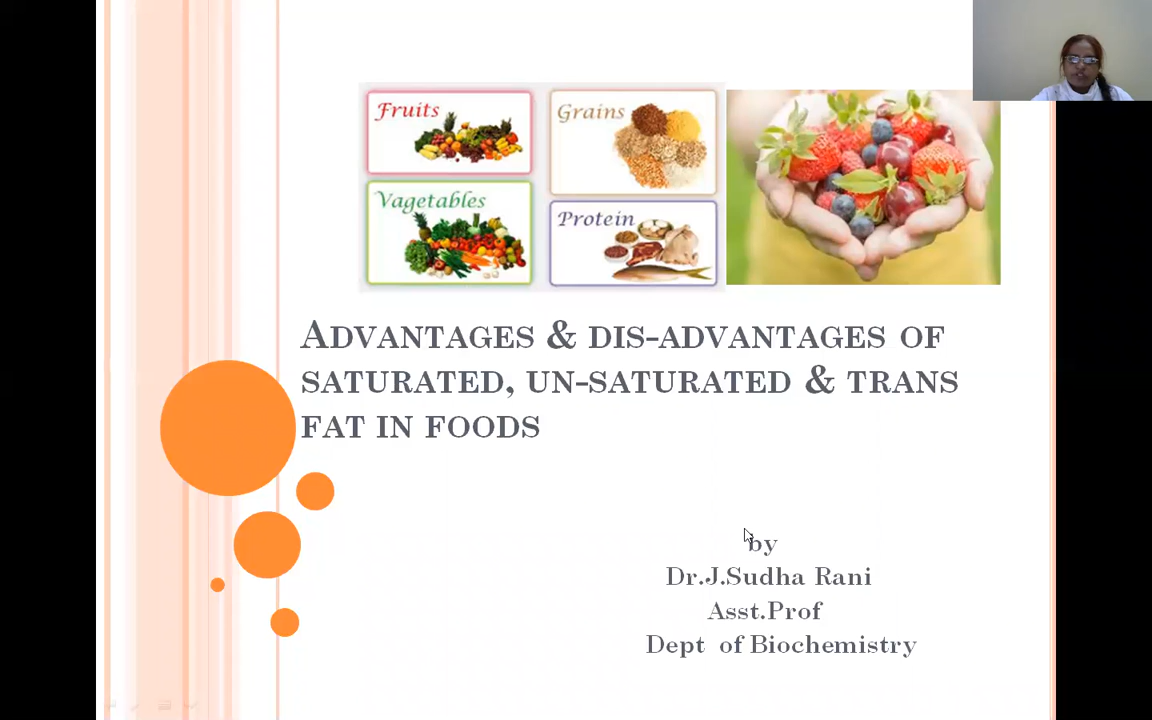 Fruits
Grains
Vagetables
Protein
Advantages & dis-advantages of
saturated, un-saturated & trans
fat in foods
by
Dr.J.Sudha Rani
Asst.Prof
Dept of Biochemistry